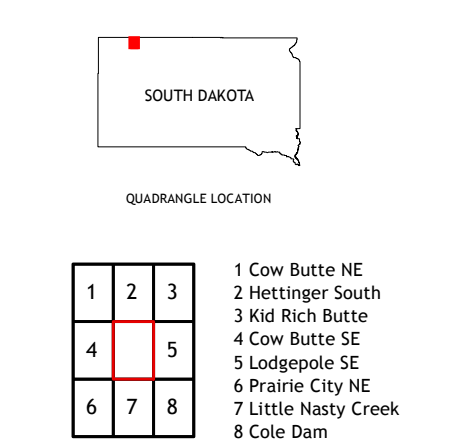 SOUTH DAKOTA
QUADRANGLE LOCATION
1 2 3
4 5
6 7 8
1 Cow Butte NE
2 Hettinger South
3 Kid Rich Butte
4 Cow Butte SE
5 Lodgepole SE
6 Prairie City NE
7 Little Nasty Creek
8 Cole Dam